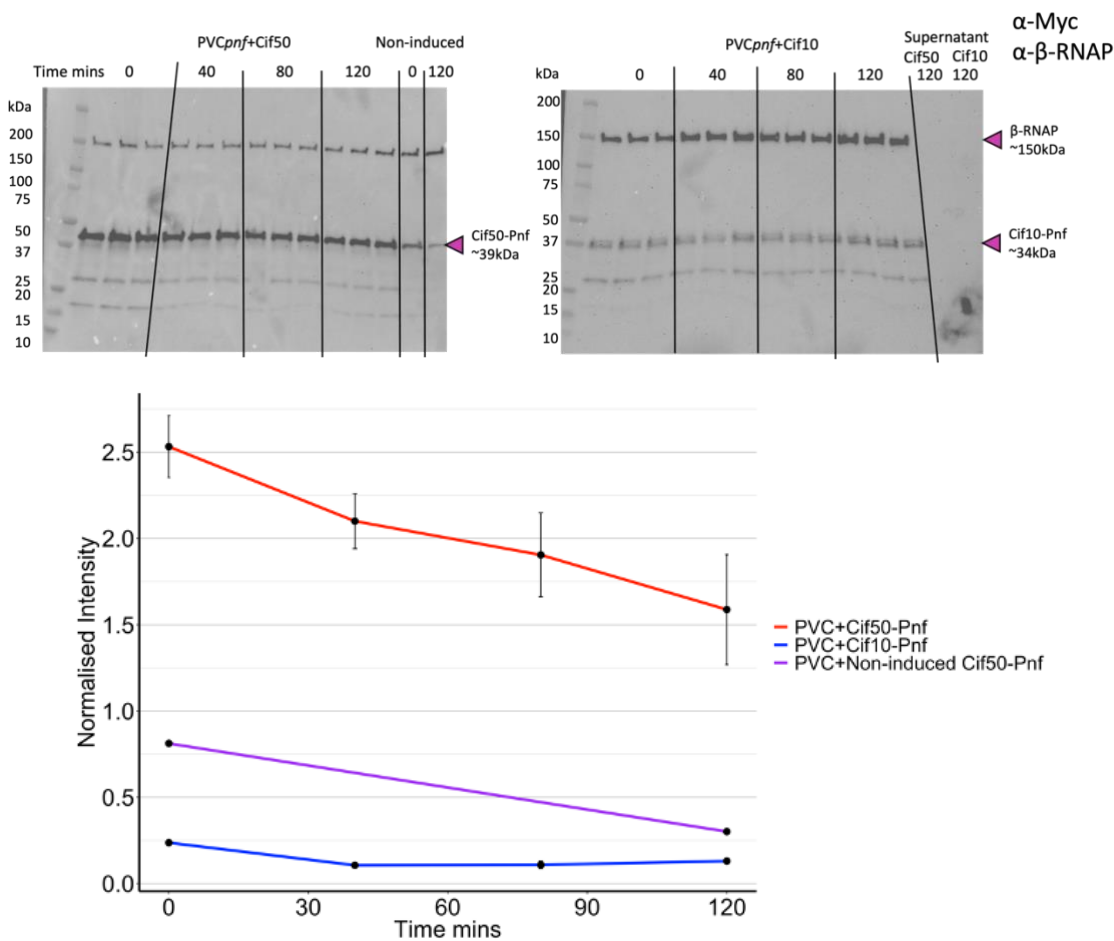 α-Myc
α-β-RNAP
PVCpnf+Cif50
Non-induced
Time mins 0 40 80 120 0 120
kDa
200
150
100
75
50
37
25
20
15
10
Cif50-Pnf
~39kDa
PVCpnf+Cif10
Supernatant
Cif50 Cif10
kDa 0 40 80 120 120 120
200
150
100
75
50
37
25
20
15
10
β-RNAP
~150kDa
Cif10-Pnf
~34kDa
Normalised Intensity
2.5
2.0
1.5
1.0
0.5
0.0
0 30 60 90 120
Time mins
PVC+Cif50-Pnf
PVC+Cif10-Pnf
PVC+Non-induced Cif50-Pnf